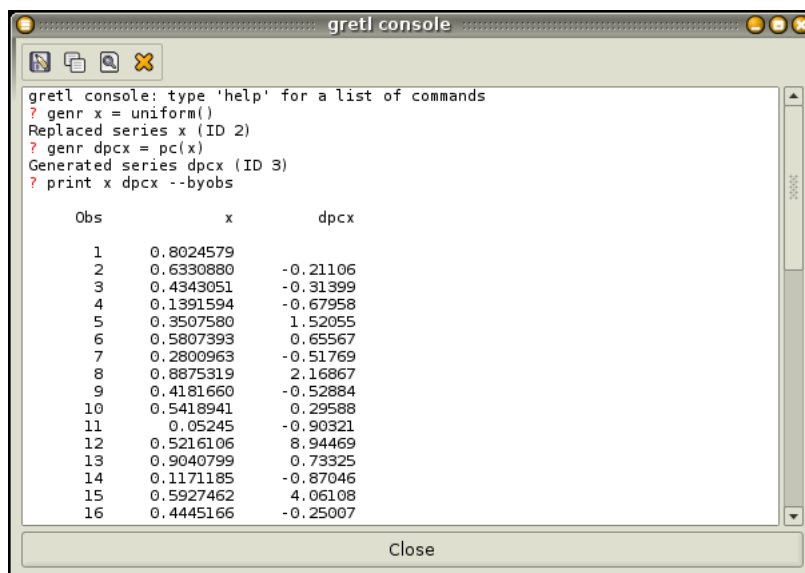 gretl console
gretl console: type 'help' for a list of commands
? genr x = uniform()
Replaced series x (ID 2)
? genr dpcx = pc(x)
Generated series dpcx (ID 3)
? print x dpcx --byobs
Obs x dpcx
1 0.8024579
2 0.6330880 -0.21106
3 0.4343051 -0.31399
4 0.1391594 -0.67958
5 0.3507580 1.52055
6 0.5807393 0.65567
7 0.2800963 -0.51769
8 0.8875319 2.16867
9 0.4181660 -0.52884
10 0.5418941 0.29588
11 0.05245 -0.90321
12 0.5216106 8.94469
13 0.9040799 0.73325
14 0.1171185 -0.87046
15 0.5927462 4.06108
16 0.4445166 -0.25007
Close